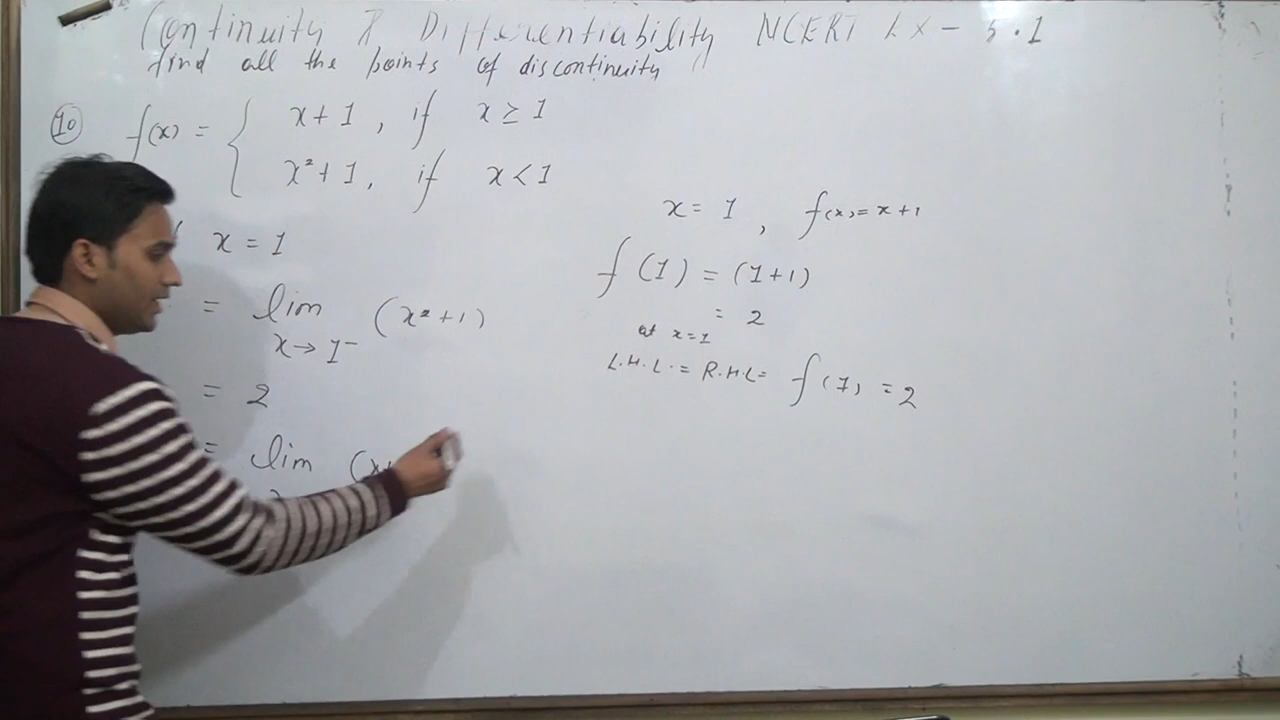 Continuity & Differentiability NCERT EX - 5.1
find all the points of discontinuity
10 f(x) = { x + 1 , if x ≥ 1
x² + 1 , if x < 1
x = 1
= lim (x² + 1)
x → 1⁻
= 2
= lim (x
x = 1 , f(x) = x + 1
f (1) = (1 + 1)
= 2
at x = 1
L.H.L. = R.H.L = f (1) = 2